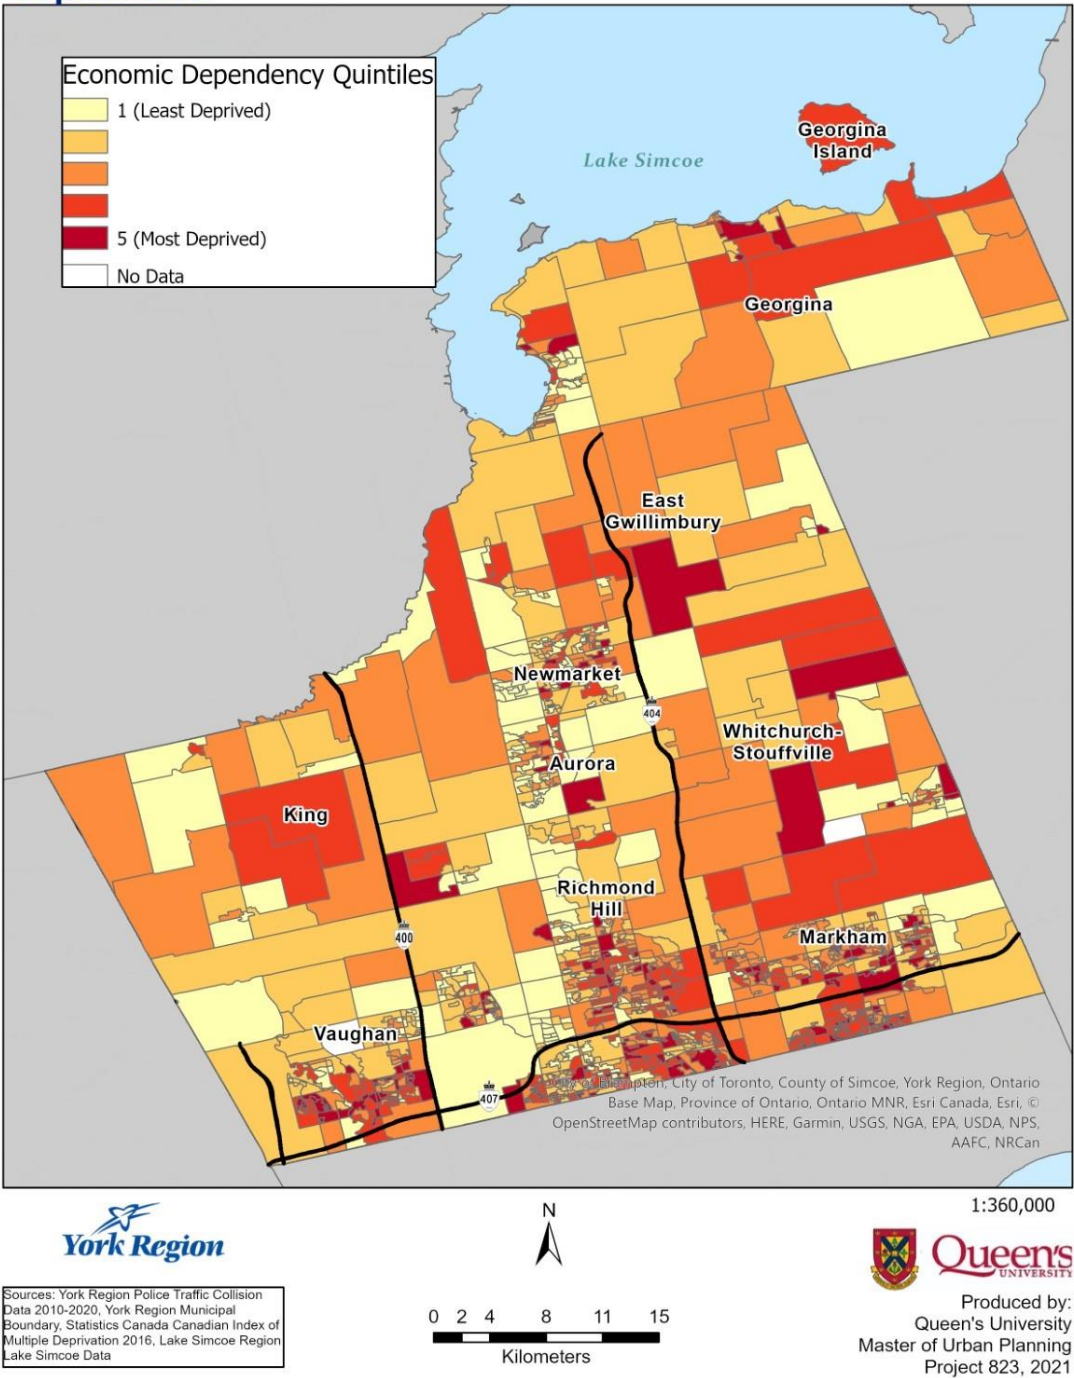 Economic Dependency Quintiles
1 (Least Deprived)
5 (Most Deprived)
No Data
Georgina
Island
Lake Simcoe
Georgina
East
Gwillimbury
Newmarket
404
Whitchurch-
Stouffville
Aurora
King
Richmond
Hill
400
Markham
Vaughan
407
City of Toronto, County of Simcoe, York Region, Ontario
Base Map, Province of Ontario, Ontario MNR, Esri Canada, Esri, ©
OpenStreetMap contributors, HERE, Garmin, USGS, NGA, EPA, USDA, NPS,
AAFC, NRCan
1:360,000
York Region
N
Queen's
UNIVERSITY
Sources: York Region Police Traffic Collision
Data 2010-2020, York Region Municipal
Boundary, Statistics Canada Canadian Index of
Multiple Deprivation 2016, Lake Simcoe Region
Lake Simcoe Data
0 2 4 8 11 15
Kilometers
Produced by:
Queen's University
Master of Urban Planning
Project 823, 2021